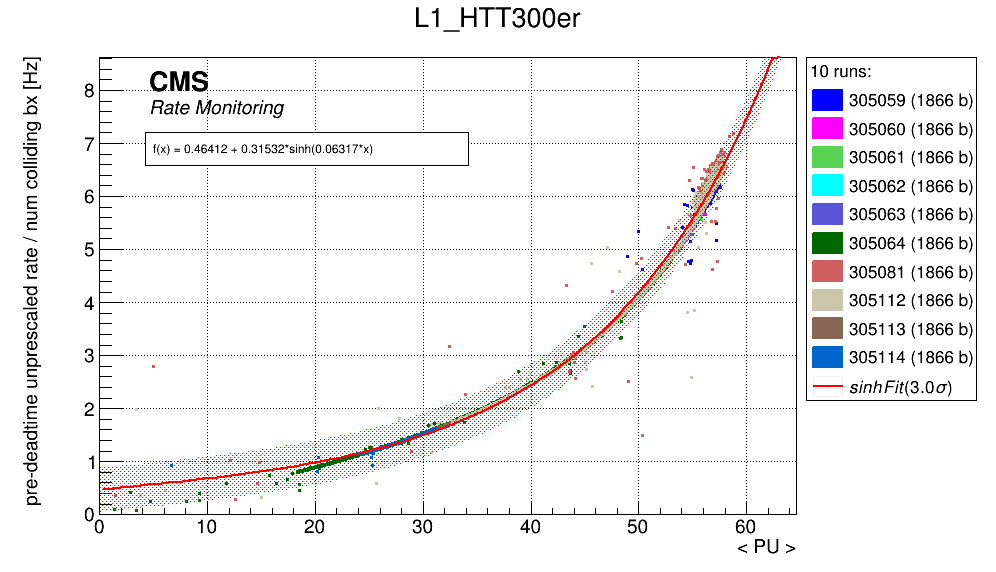 L1_HTT300er
pre-deadtime unprescaled rate / num colliding bx [Hz]
CMS
Rate Monitoring
f(x) = 0.46412 + 0.31532*sinh(0.06317*x)
8
7
6
5
4
3
2
1
0
0 10 20 30 40 50 60
< PU >
10 runs:
305059 (1866 b)
305060 (1866 b)
305061 (1866 b)
305062 (1866 b)
305063 (1866 b)
305064 (1866 b)
305081 (1866 b)
305112 (1866 b)
305113 (1866 b)
305114 (1866 b)
sinhFit(3.0σ)